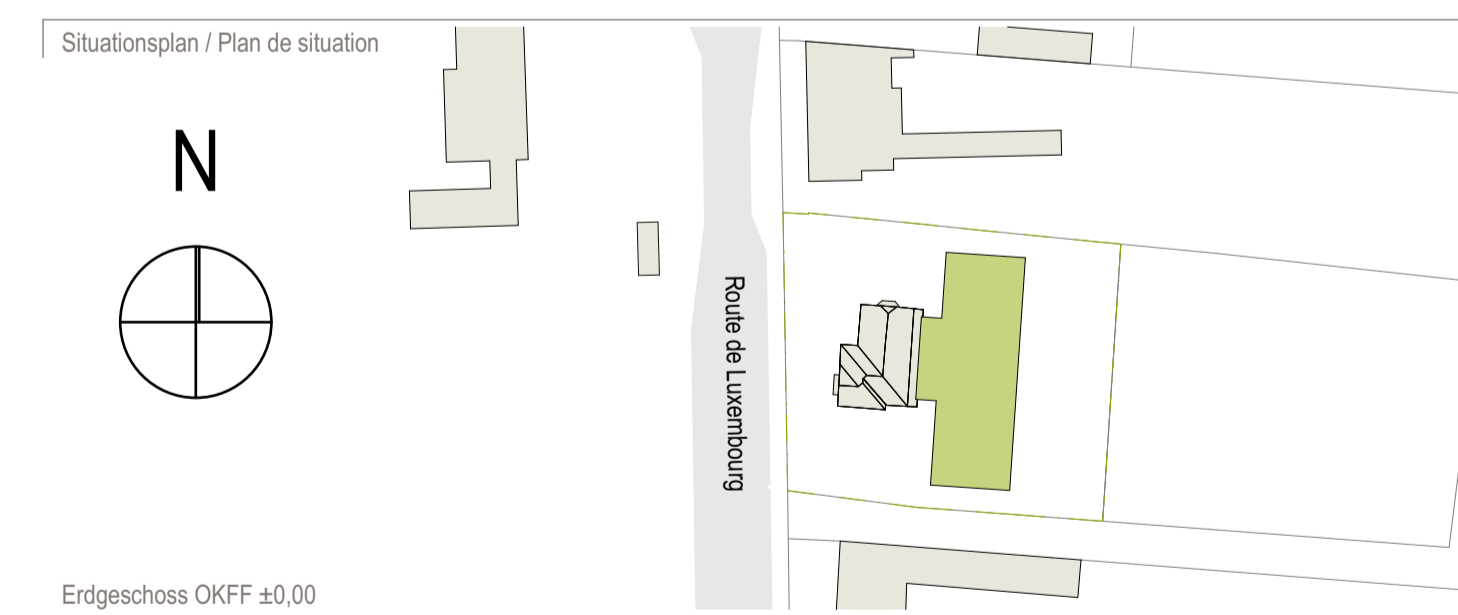 Situationsplan / Plan de situation
N
Route de Luxembourg
Erdgeschoss OKFF ±0,00